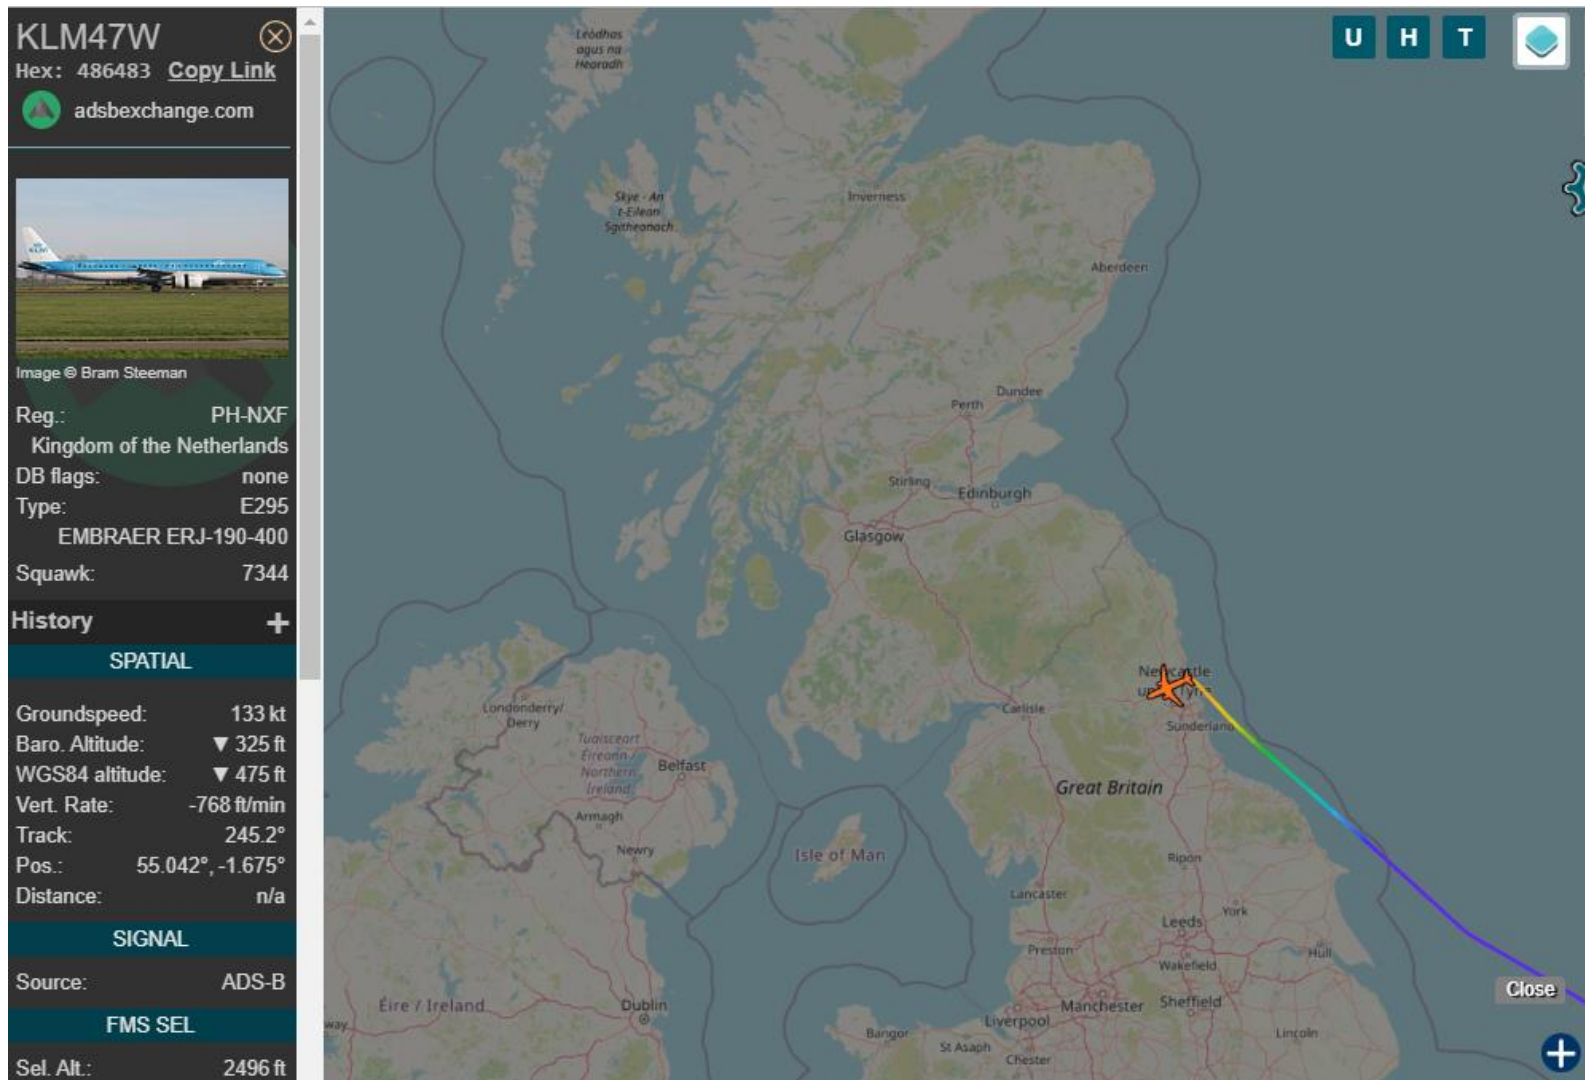 KLM47W
Hex: 486483 Copy Link
adsbexchange.com
Image © Bram Steeman
Reg.: PH-NXF
Kingdom of the Netherlands
DB flags: none
Type: E295
EMBRAER ERJ-190-400
Squawk: 7344
History +
SPATIAL
Groundspeed: 133 kt
Baro. Altitude: ▼ 325 ft
WGS84 altitude: ▼ 475 ft
Vert. Rate: -768 ft/min
Track: 245.2°
Pos.: 55.042°, -1.675°
Distance: n/a
SIGNAL
Source: ADS-B
FMS SEL
Sel. Alt.: 2496 ft
U H T
Leòdhas
agus na
Hearadh
Skye - An
t-Eilean
Sgitheanach
Inverness
Aberdeen
Dundee
Perth
Stirling
Edinburgh
Glasgow
Newcastle
upon Tyne
Sunderland
Carlisle
Londonderry/
Derry
Tuaisceart
Éireann /
Northern
Ireland
Belfast
Armagh
Newry
Great Britain
Isle of Man
Ripon
Lancaster
York
Leeds
Preston
Wakefield
Hull
Éire / Ireland
Dublin
way
Manchester
Sheffield
Liverpool
Bangor
St Asaph
Chester
Lincoln
Close